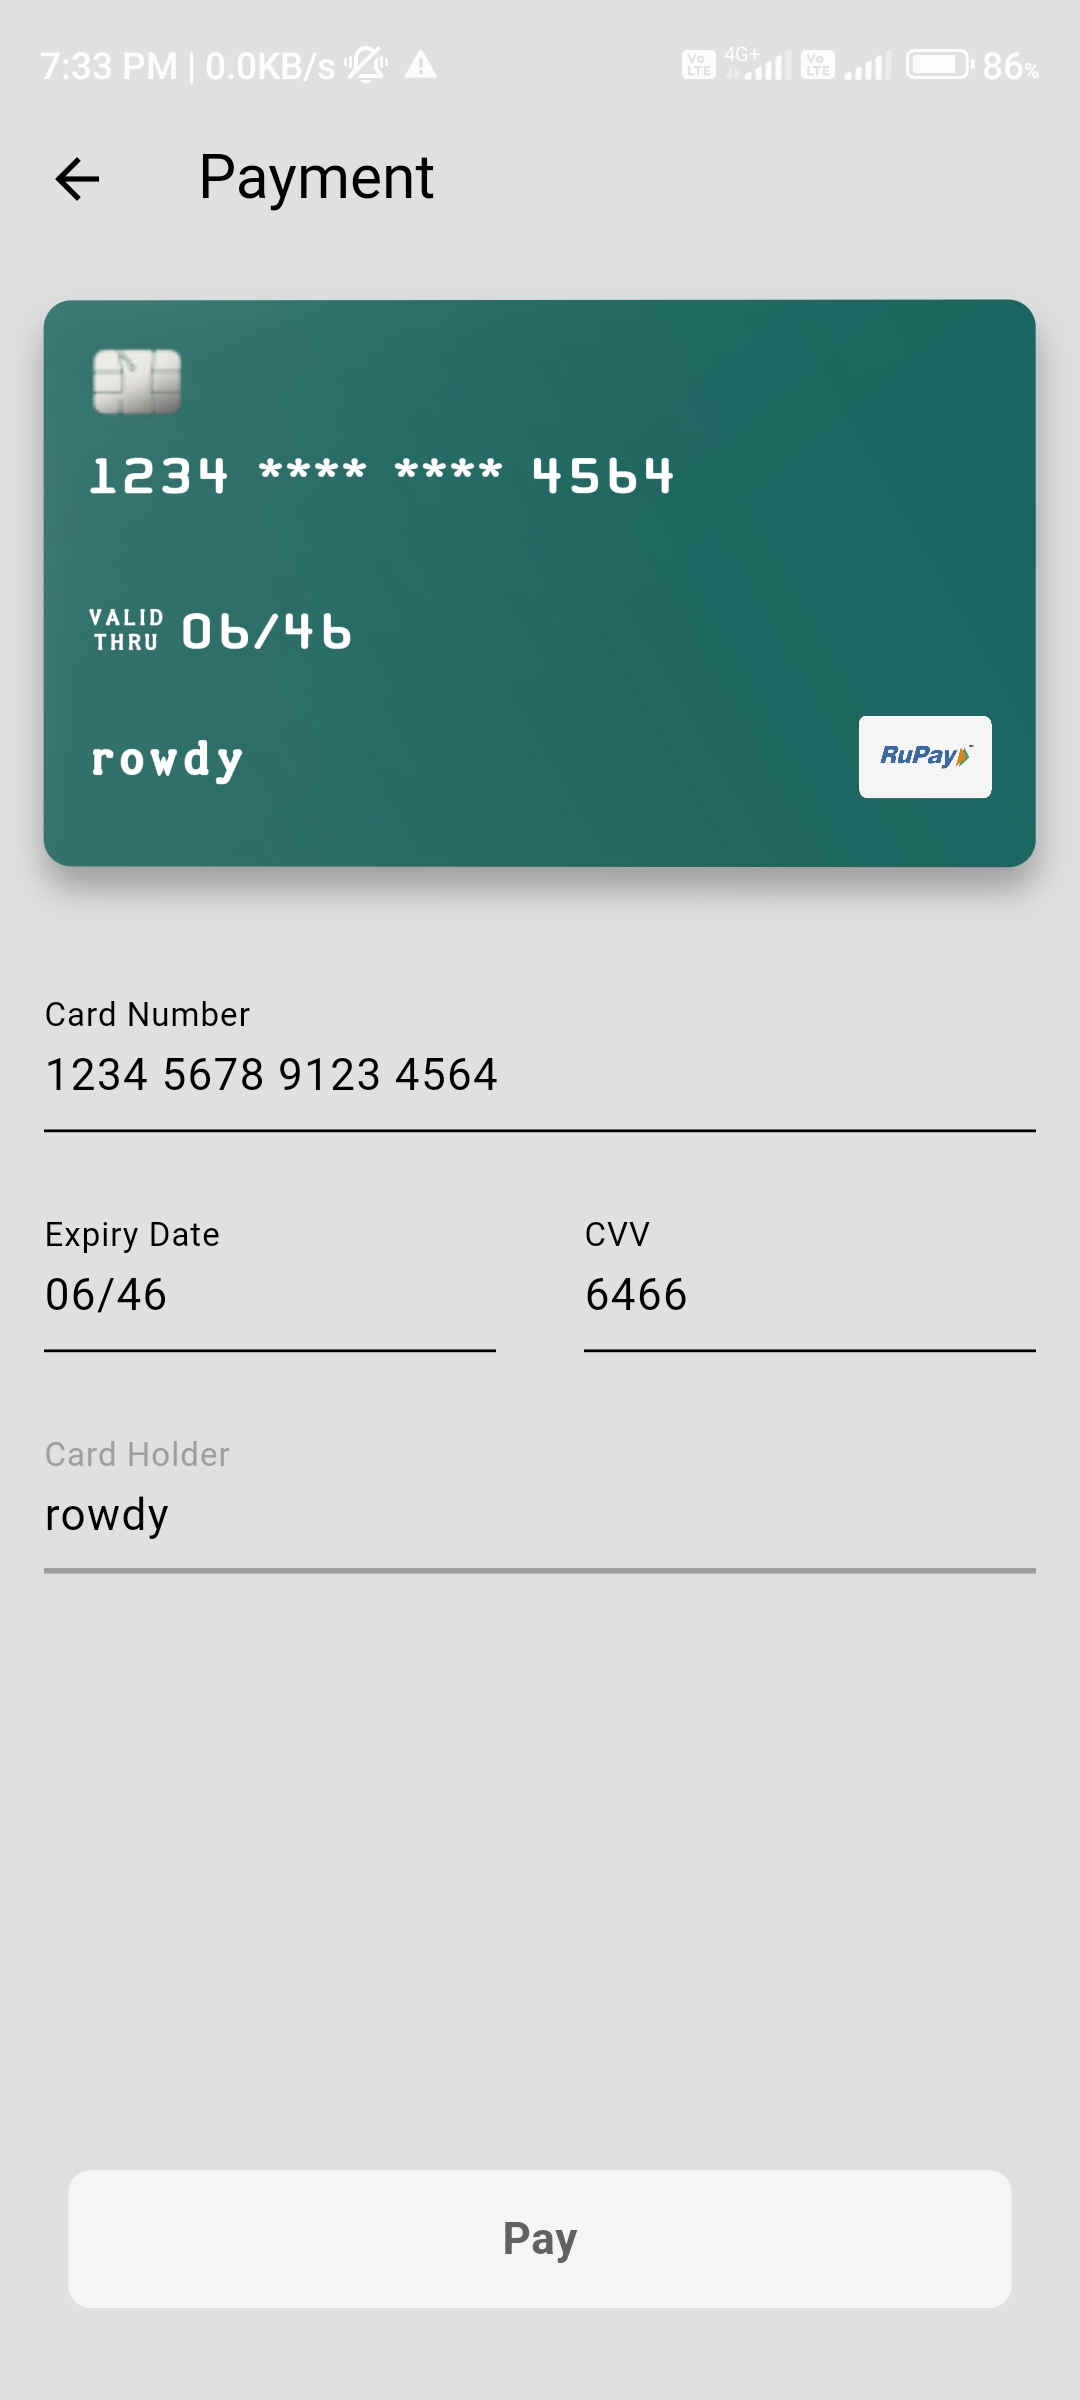 7:33 PM | 0.0KB/s Vo LTE 4G+ Vo LTE 86%
Payment
1234 **** **** 4564
VALID THRU 06/46
rowdy
RuPay
Card Number
1234 5678 9123 4564
Expiry Date CVV
06/46 6466
Card Holder
rowdy
Pay